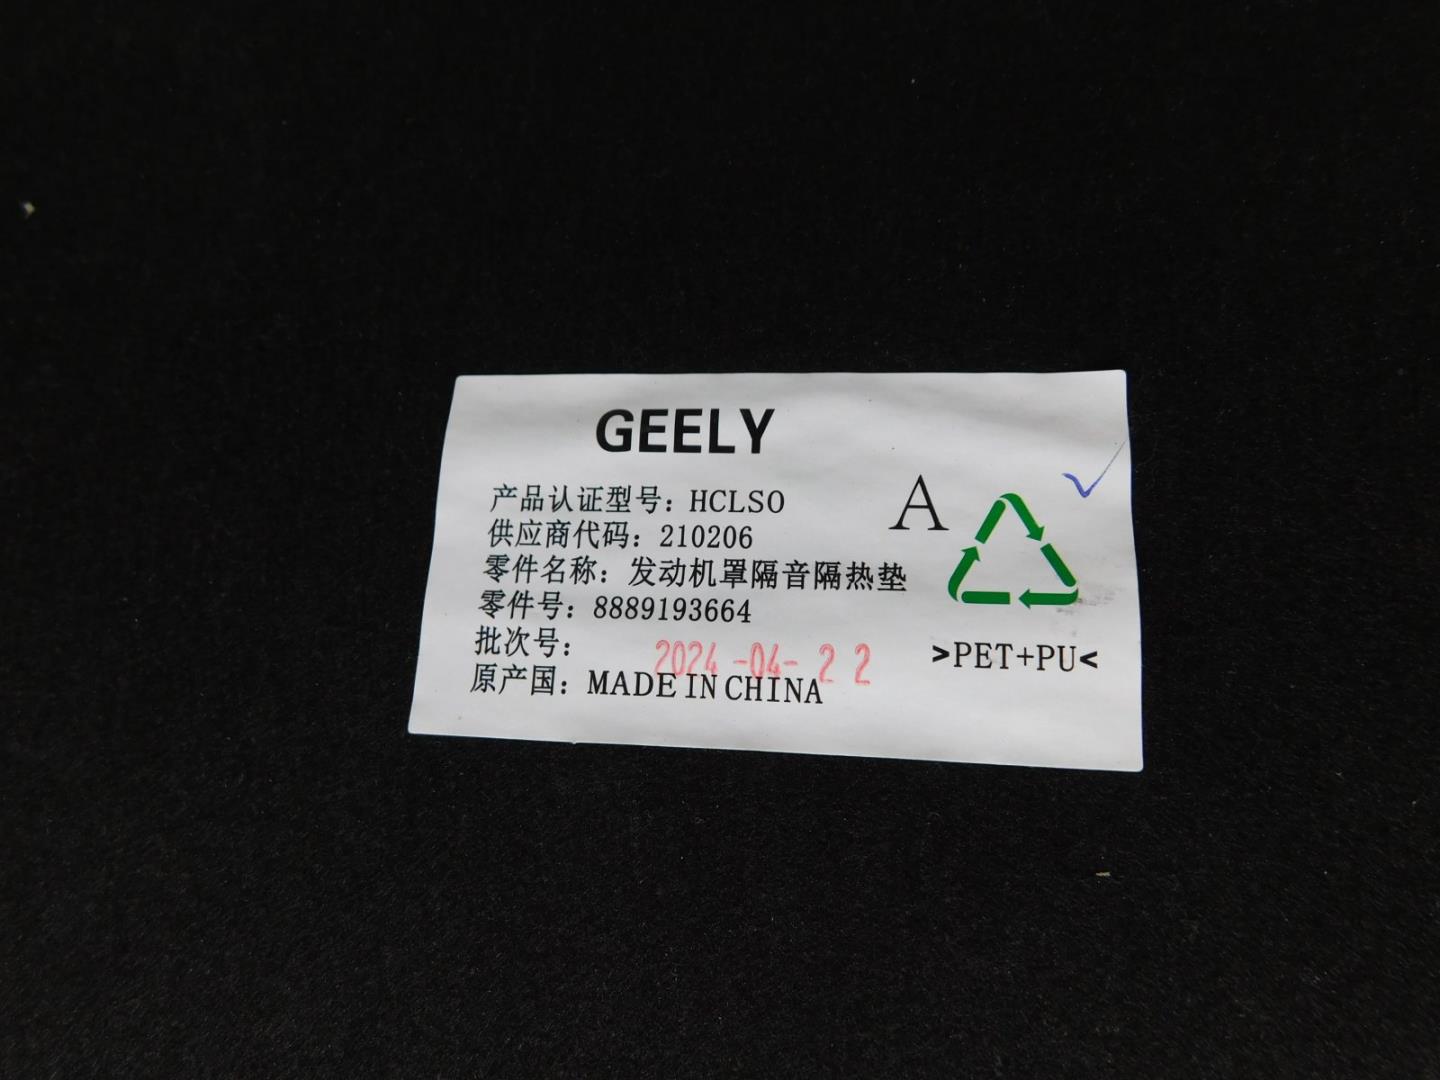 GEELY
产品认证型号：HCLSO
供应商代码：210206
零件名称：发动机罩隔音隔热垫
零件号：8889193664
批次号：2024-04-22
原产国：MADE IN CHINA
A
>PET+PU<